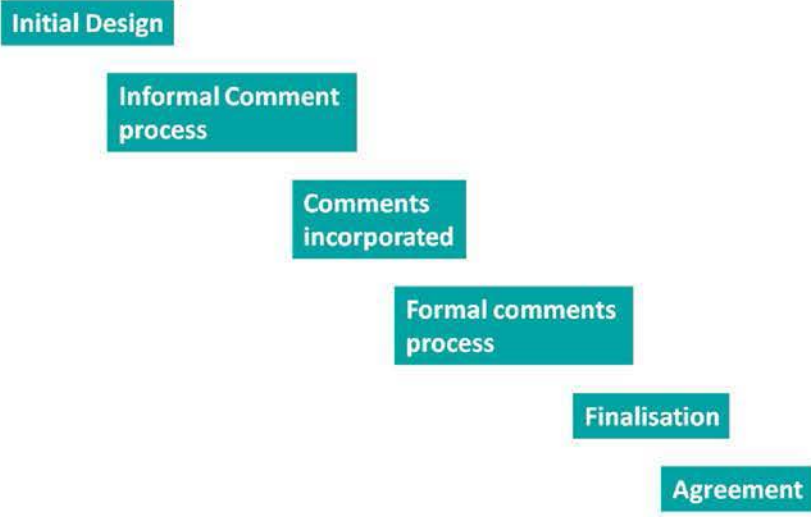 Initial Design
Informal Comment
process
Comments
incorporated
Formal comments
process
Finalisation
Agreement